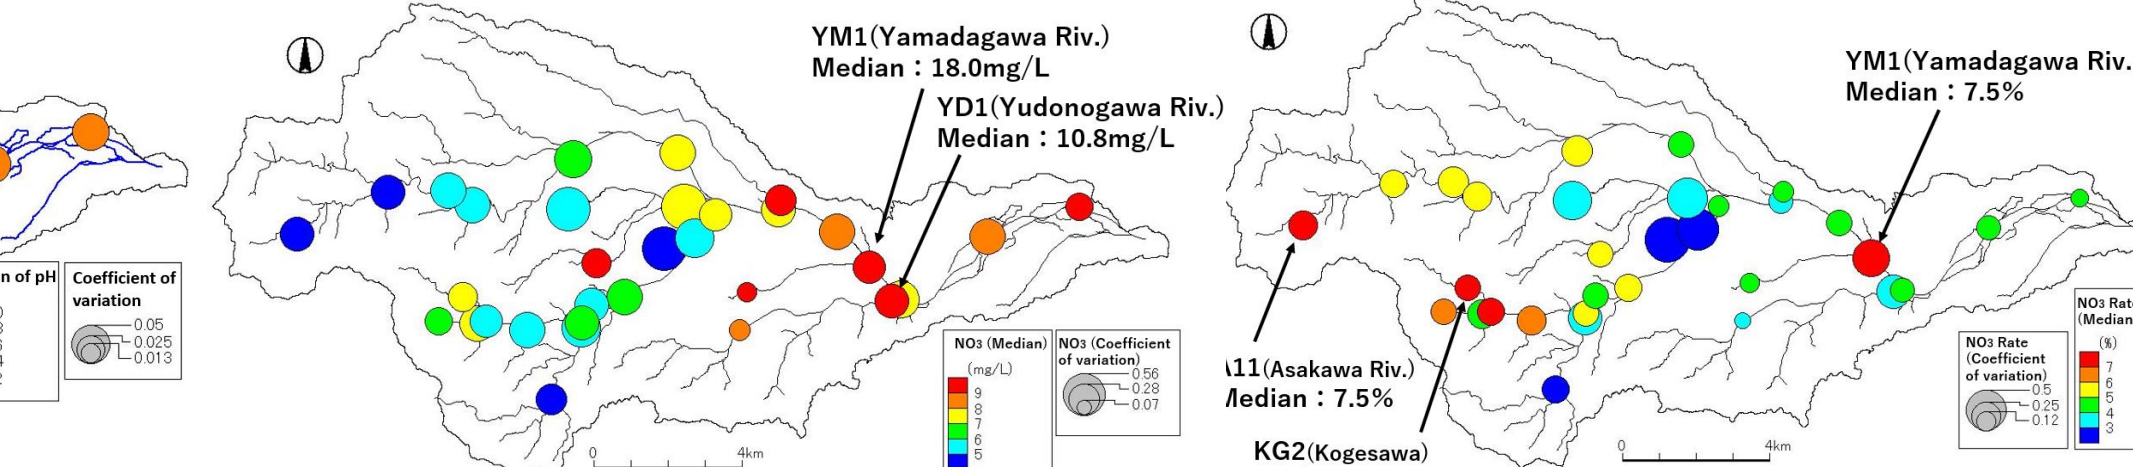 n of pH
Coefficient of
variation
0.05
0.025
0.013
YM1(Yamadagawa Riv.)
Median：18.0mg/L
YD1(Yudonogawa Riv.)
Median：10.8mg/L
NO3 (Median)
(mg/L)
9
8
7
6
5
NO3 (Coefficient
of variation)
0.56
0.28
0.07
0
4km
YM1(Yamadagawa Riv.
Median：7.5%
11(Asakawa Riv.)
Median：7.5%
KG2(Kogesawa)
0
4km
NO3 Rate
(Coefficient
of variation)
0.5
0.25
0.12
NO3 Rate
(Median
(%)
7
6
5
4
3